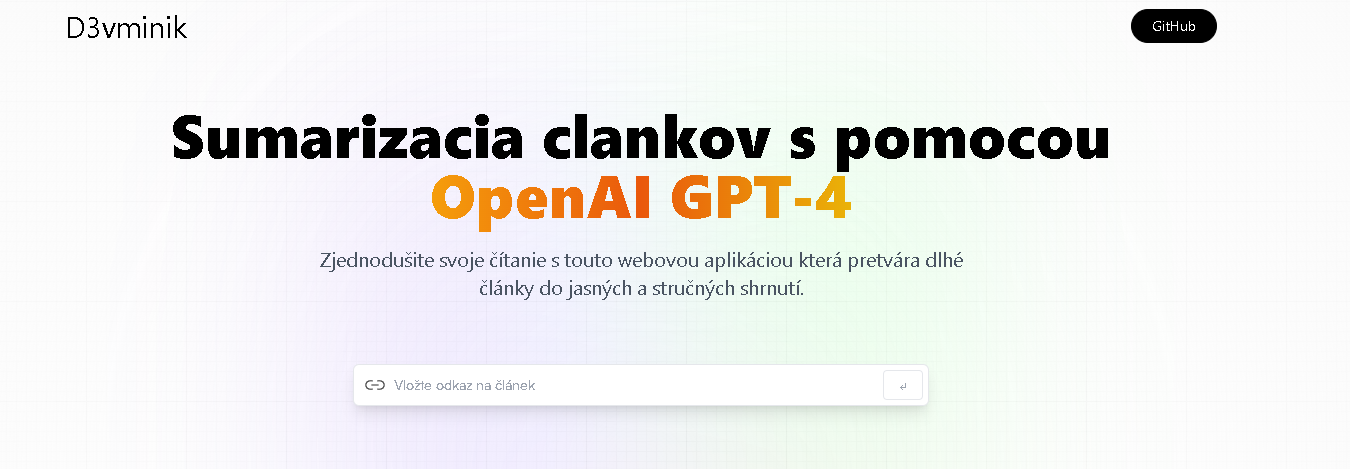 D3vminik
GitHub
Sumarizacia clankov s pomocou
OpenAI GPT-4
Zjednodušite svoje čítanie s touto webovou aplikáciou která pretvára dlhé
články do jasných a stručných shrnutí.
Vložte odkaz na článek
↵